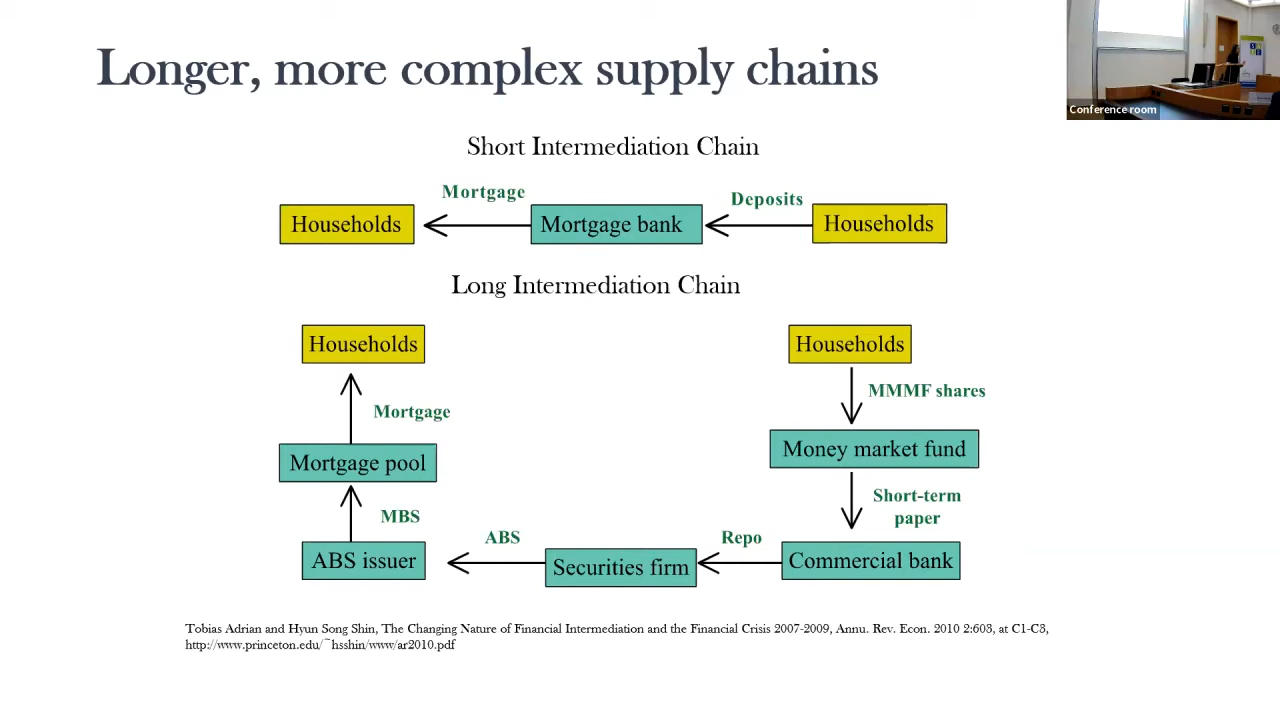 Longer, more complex supply chains
Conference room
Short Intermediation Chain
Mortgage
Deposits
Households
Mortgage bank
Households
Long Intermediation Chain
Households
Households
MMMF shares
Mortgage
Money market fund
Mortgage pool
Short-term
paper
MBS
ABS
Repo
ABS issuer
Securities firm
Commercial bank
Tobias Adrian and Hyun Song Shin, The Changing Nature of Financial Intermediation and the Financial Crisis 2007-2009, Annu. Rev. Econ. 2010 2:603, at C1-C3,
http://www.princeton.edu/~hsshin/www/ar2010.pdf